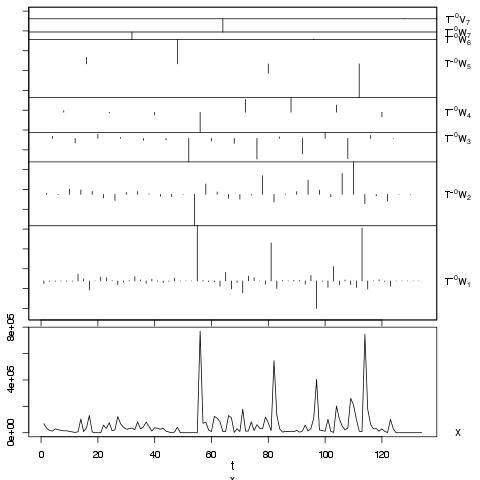 T⁻⁰V₇
T⁻⁰W₇
T⁻⁰W₆
T⁻⁰W₅
T⁻⁰W₄
T⁻⁰W₃
T⁻⁰W₂
T⁻⁰W₁
8e+05
4e+05
0e+00
X
0 20 40 60 80 100 120
t
x